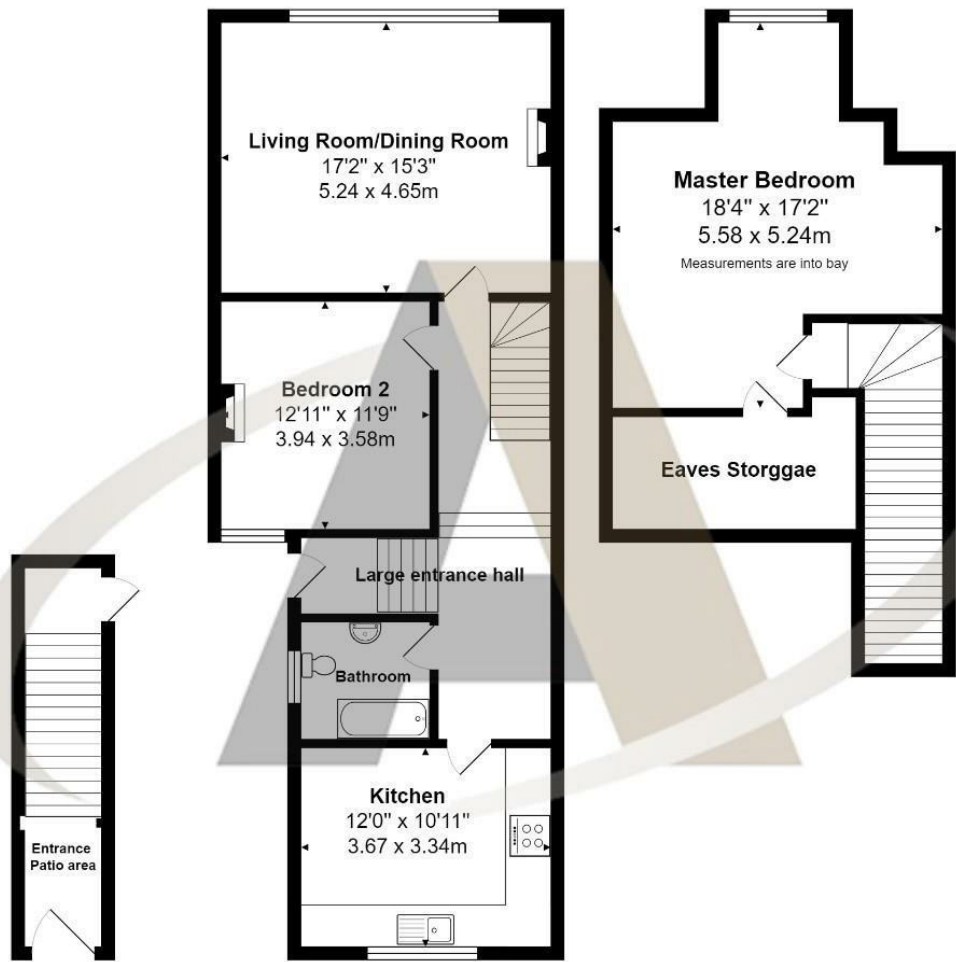 Living Room/Dining Room
17'2" x 15'3"
5.24 x 4.65m
Master Bedroom
18'4" x 17'2"
5.58 x 5.24m
Measurements are into bay
Bedroom 2
12'11" x 11'9"
3.94 x 3.58m
Eaves Storggae
Large entrance hall
Bathroom
Kitchen
12'0" x 10'11"
3.67 x 3.34m
Entrance
Patio area